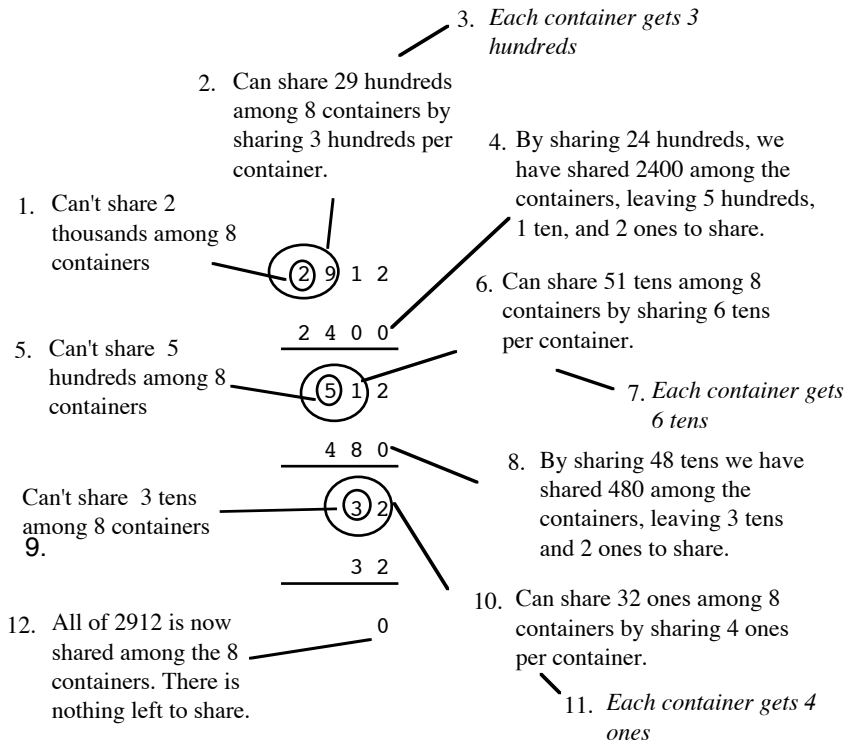 3. Each container gets 3
hundreds
2. Can share 29 hundreds
among 8 containers by
sharing 3 hundreds per
container.
4. By sharing 24 hundreds, we
have shared 2400 among the
containers, leaving 5 hundreds,
1 ten, and 2 ones to share.
1. Can't share 2
thousands among 8
containers
2 9 1 2
6. Can share 51 tens among 8
containers by sharing 6 tens
per container.
2 4 0 0
5. Can't share 5
hundreds among 8
containers
5 1 2
7. Each container gets
6 tens
4 8 0
8. By sharing 48 tens we have
shared 480 among the
containers, leaving 3 tens
and 2 ones to share.
Can't share 3 tens
among 8 containers
9.
3 2
3 2
10. Can share 32 ones among 8
containers by sharing 4 ones
per container.
12. All of 2912 is now
shared among the 8
containers. There is
nothing left to share.
0
11. Each container gets 4
ones